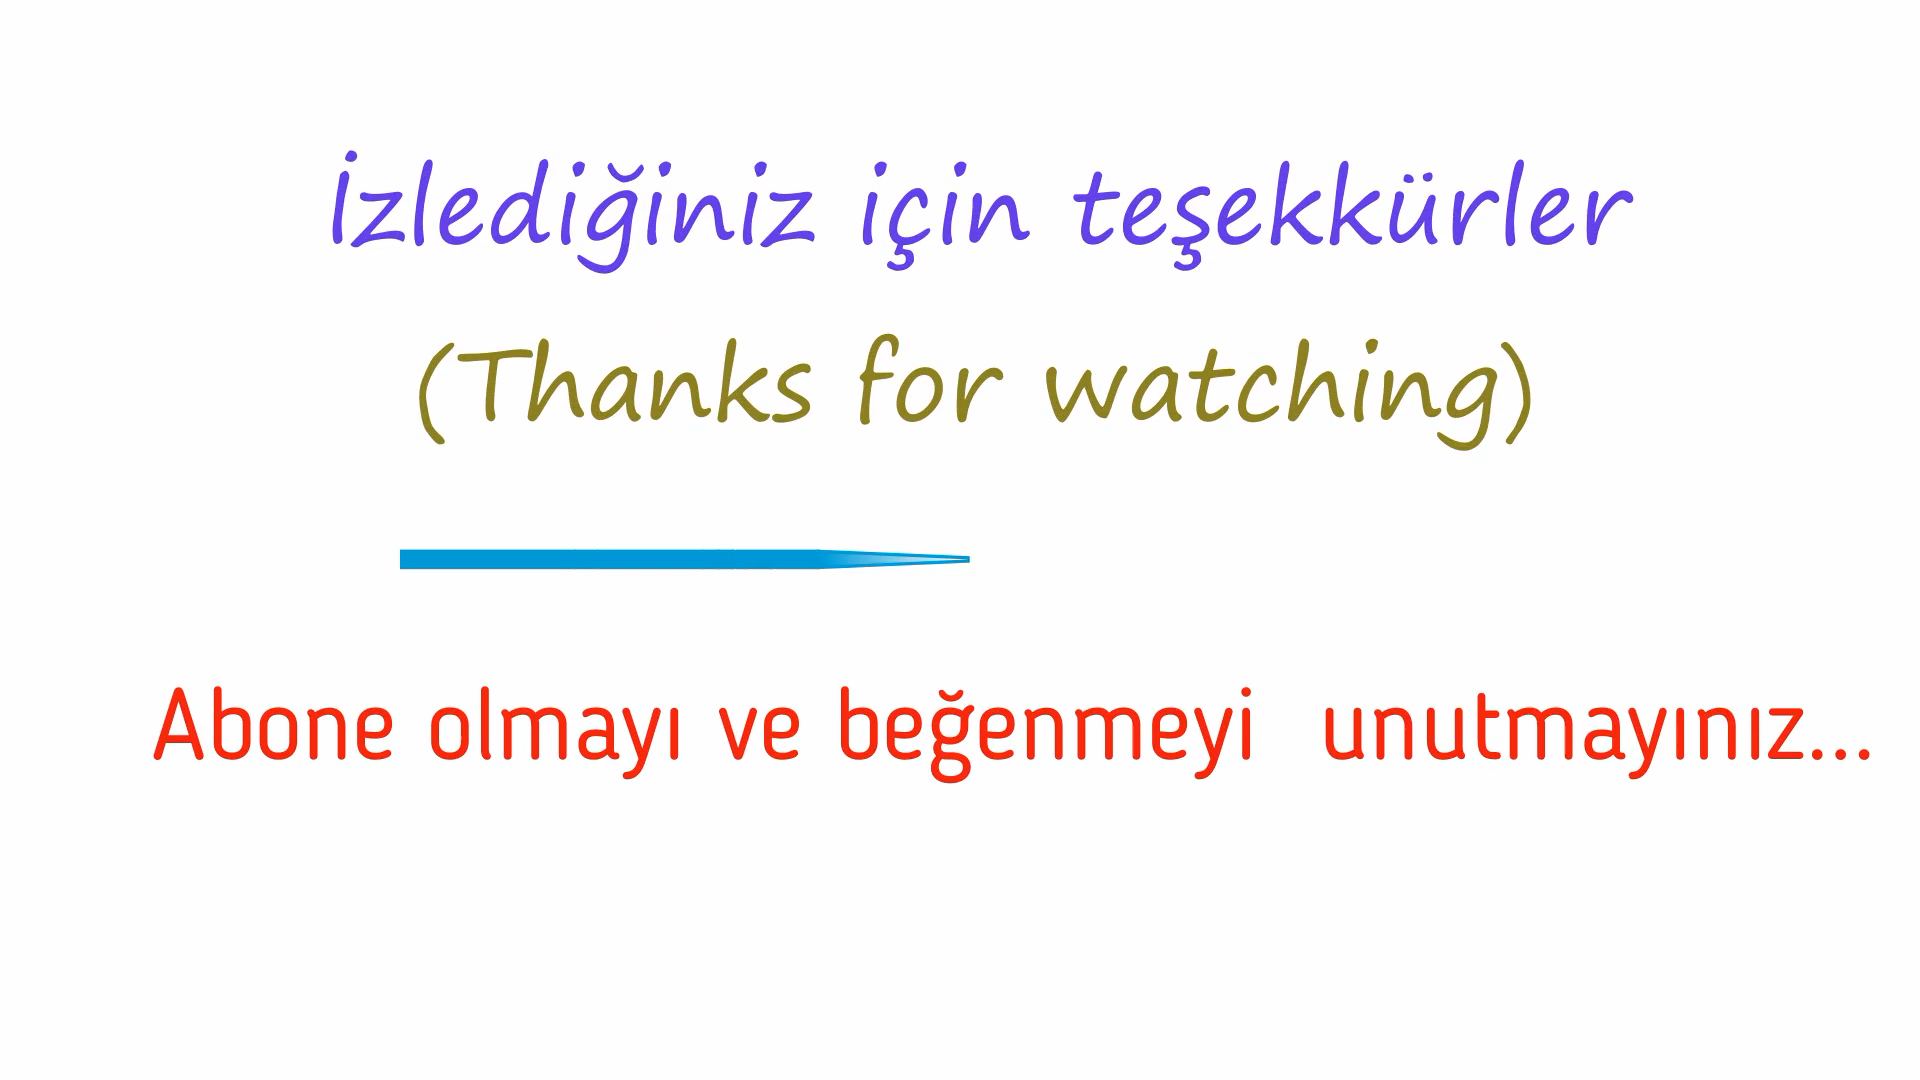 İzlediğiniz için teşekkürler
(Thanks for watching)
Abone olmayı ve beğenmeyi unutmayınız...